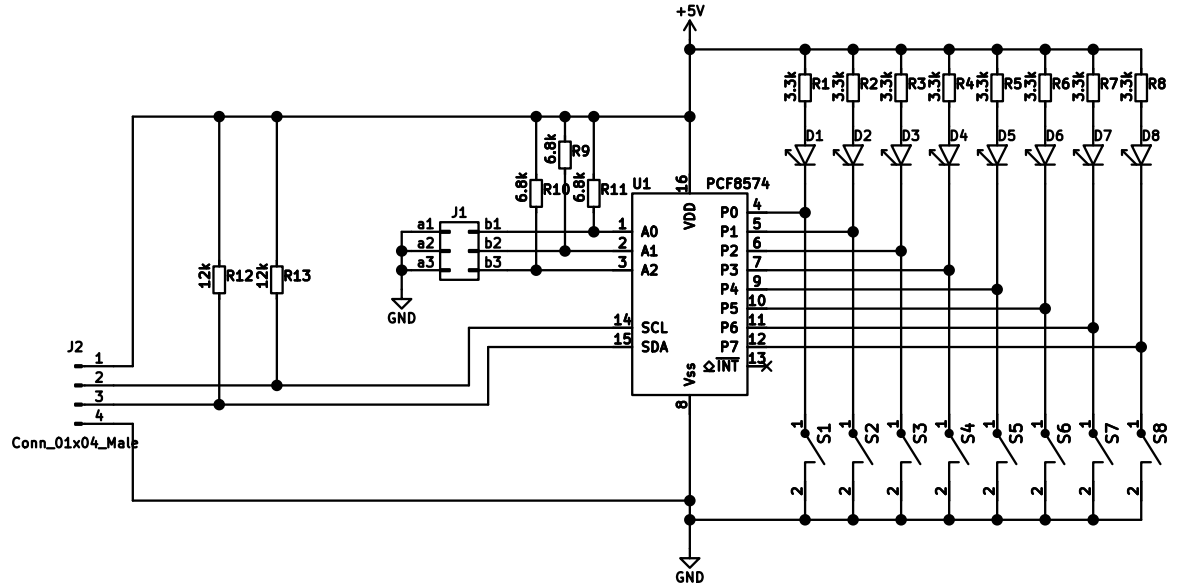 +5V
3.3k R1 3.3k R2 3.3k R3 3.3k R4 3.3k R5 3.3k R6 3.3k R7 3.3k R8
D1 D2 D3 D4 D5 D6 D7 D8
6.8k R9
6.8k R10 6.8k R11
U1 16 PCF8574
VDD
J1
a1 b1 1 A0
a2 b2 2 A1
a3 b3 3 A2
P0 4
P1 5
P2 6
P3 7
P4 9
P5 10
P6 11
P7 12
INT 13
12k R12 12k R13
GND
14 SCL
15 SDA
Vss
8
J2
1
2
3
4
Conn_01x04_Male
1 S1 1 S2 1 S3 1 S4 1 S5 1 S6 1 S7 1 S8
2 2 2 2 2 2 2 2
GND